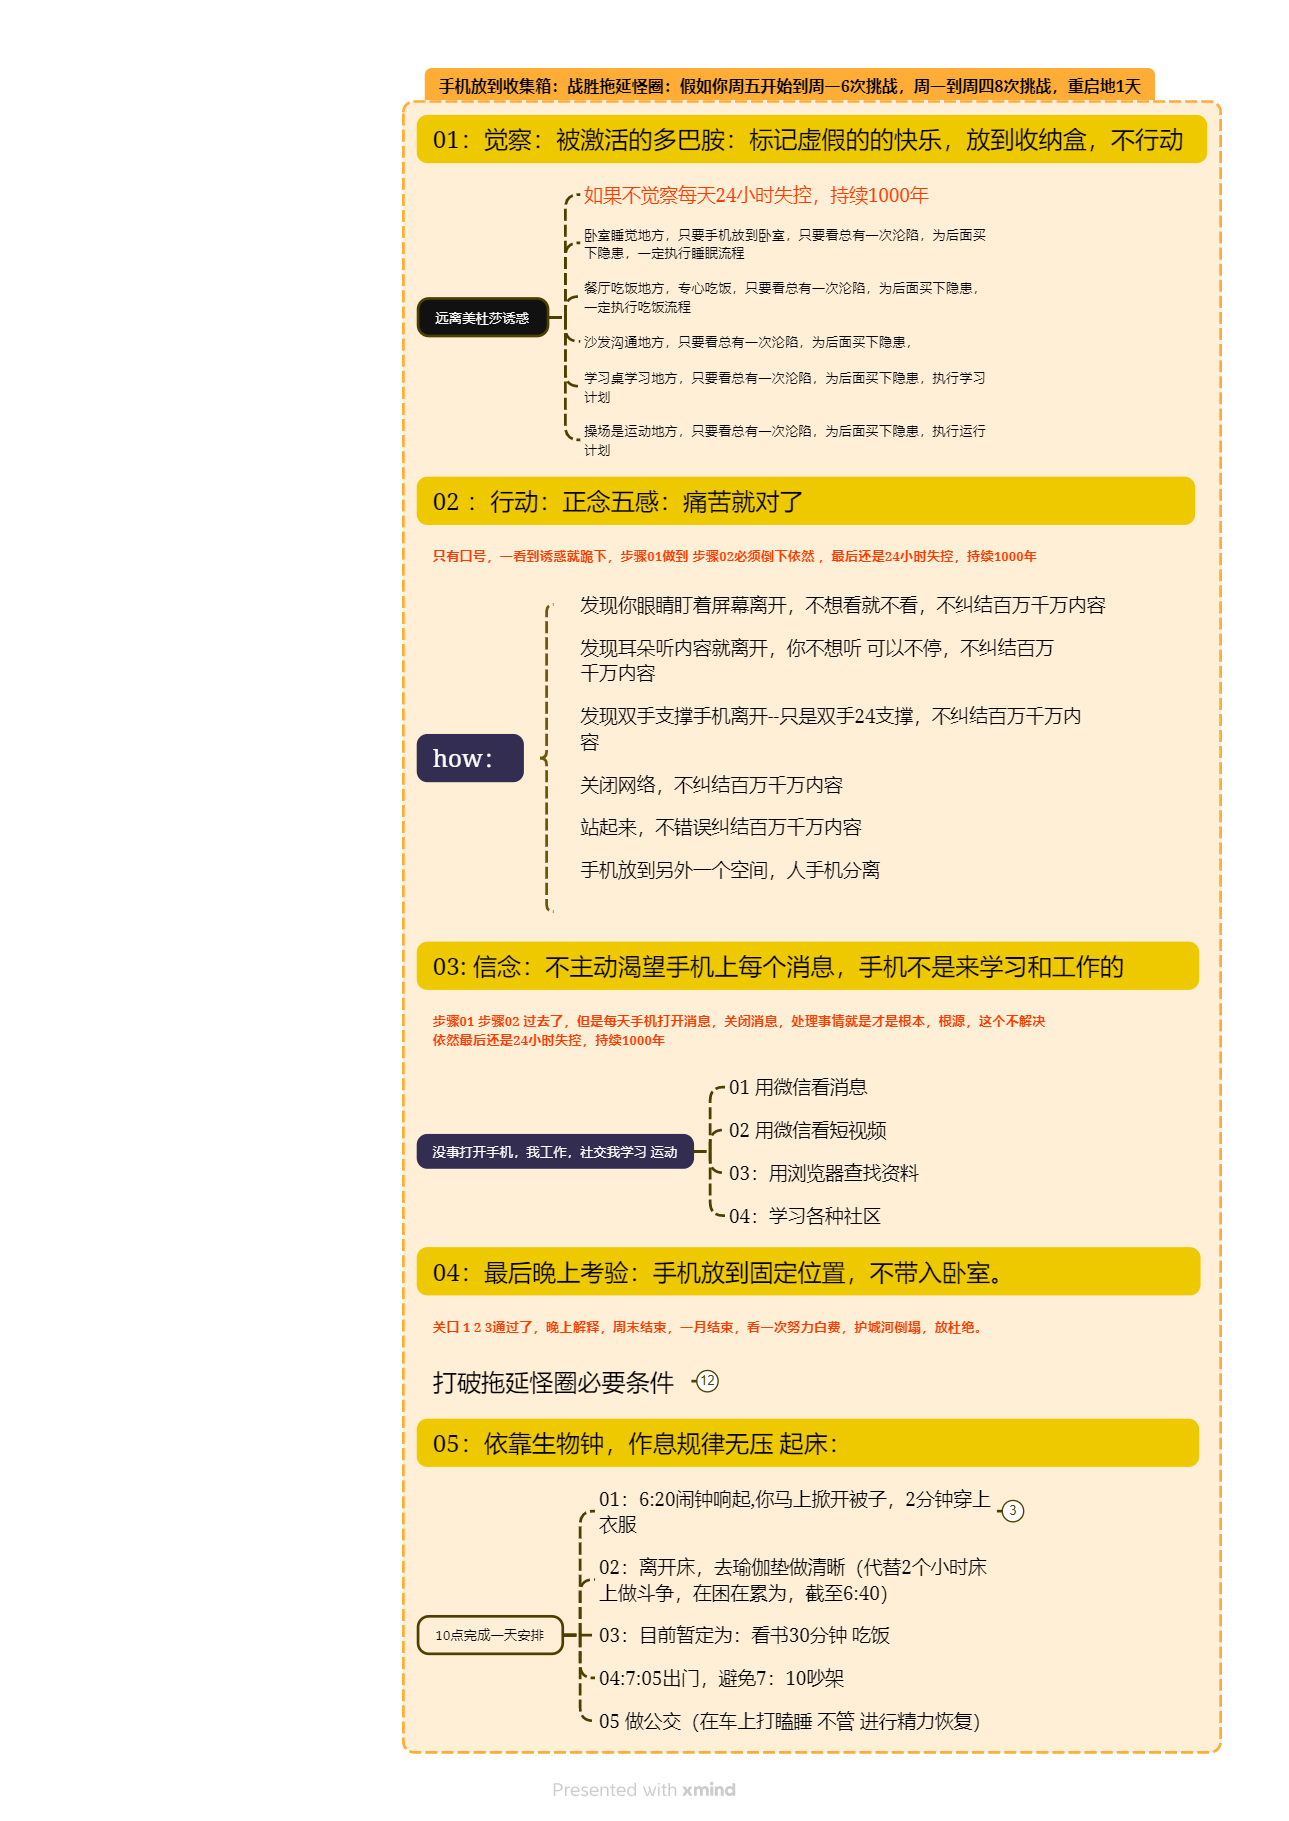 手机放到收集箱：战胜拖延怪圈：假如你周五开始到周一6次挑战，周一到周四8次挑战，重启地1天
01：觉察：被激活的多巴胺：标记虚假的的快乐，放到收纳盒，不行动
如果不觉察每天24小时失控，持续1000年
卧室睡觉地方，只要手机放到卧室，只要看总有一次沦陷，为后面买
下隐患，一定执行睡眠流程
餐厅吃饭地方，专心吃饭，只要看总有一次沦陷，为后面买下隐患，
一定执行吃饭流程
远离美杜莎诱惑
沙发沟通地方，只要看总有一次沦陷，为后面买下隐患，
学习桌学习地方，只要看总有一次沦陷，为后面买下隐患，执行学习
计划
操场是运动地方，只要看总有一次沦陷，为后面买下隐患，执行运行
计划
02 ：行动：正念五感：痛苦就对了
只有口号，一看到诱惑就跪下，步骤01做到 步骤02必须倒下依然 ，最后还是24小时失控，持续1000年
发现你眼睛盯着屏幕离开，不想看就不看，不纠结百万千万内容
发现耳朵听内容就离开，你不想听 可以不停，不纠结百万
千万内容
发现双手支撑手机离开--只是双手24支撑，不纠结百万千万内
容
how：
关闭网络，不纠结百万千万内容
站起来，不错误纠结百万千万内容
手机放到另外一个空间，人手机分离
03: 信念：不主动渴望手机上每个消息，手机不是来学习和工作的
步骤01 步骤02 过去了，但是每天手机打开消息，关闭消息，处理事情就是才是根本，根源，这个不解决
依然最后还是24小时失控，持续1000年
01 用微信看消息
02 用微信看短视频
没事打开手机，我工作，社交我学习 运动
03：用浏览器查找资料
04：学习各种社区
04：最后晚上考验：手机放到固定位置，不带入卧室。
关口 1 2 3通过了，晚上解释，周末结束，一月结束，看一次努力白费，护城河倒塌，放杜绝。
打破拖延怪圈必要条件 12
05：依靠生物钟，作息规律无压 起床：
01：6:20闹钟响起,你马上掀开被子，2分钟穿上
衣服
3
02：离开床，去瑜伽垫做清晰（代替2个小时床
上做斗争，在困在累为，截至6:40）
10点完成一天安排
03：目前暂定为：看书30分钟 吃饭
04:7:05出门，避免7：10吵架
05 做公交（在车上打瞌睡 不管 进行精力恢复）
Presented with xmind